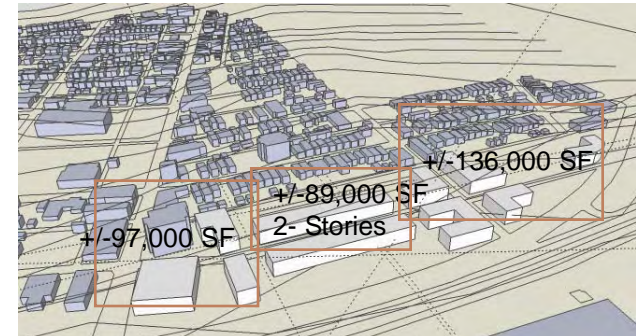 +/-136,000 SF
+/-89,000 SF
2- Stories
+/-97,000 SF